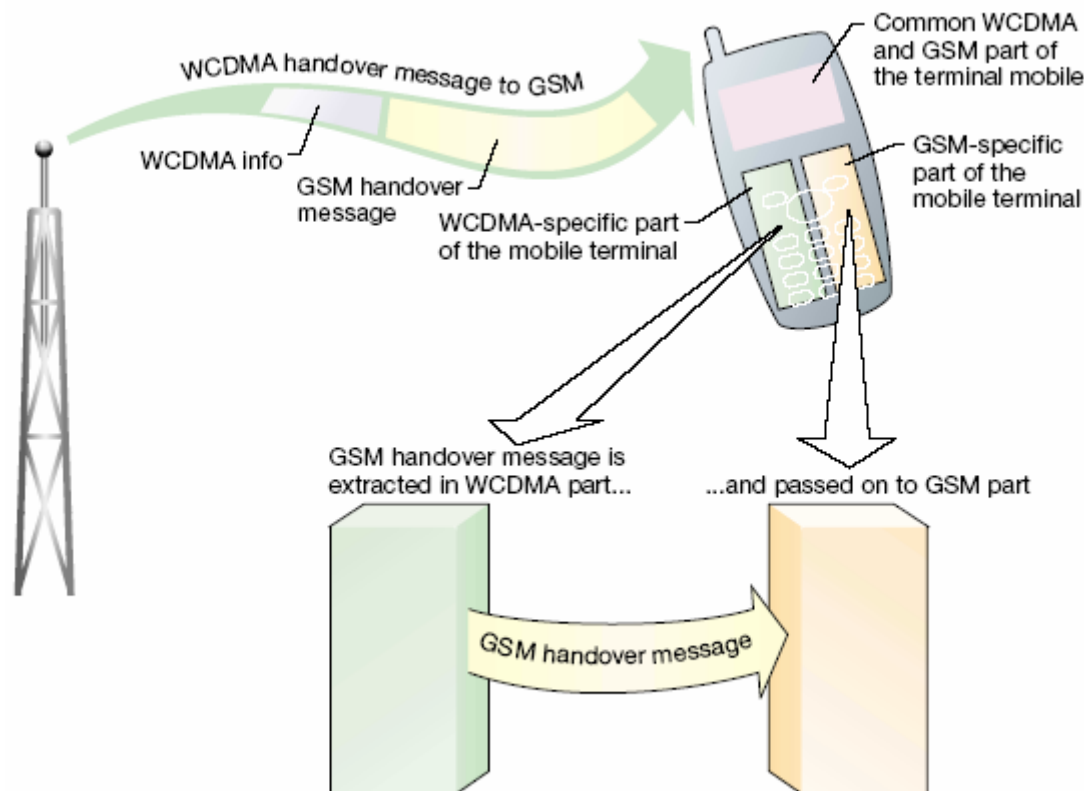 WCDMA handover message to GSM
WCDMA info
GSM handover
message
WCDMA-specific part
of the mobile terminal
Common WCDMA
and GSM part of
the terminal mobile
GSM-specific
part of the
mobile terminal
GSM handover message is
extracted in WCDMA part...
...and passed on to GSM part
GSM handover message